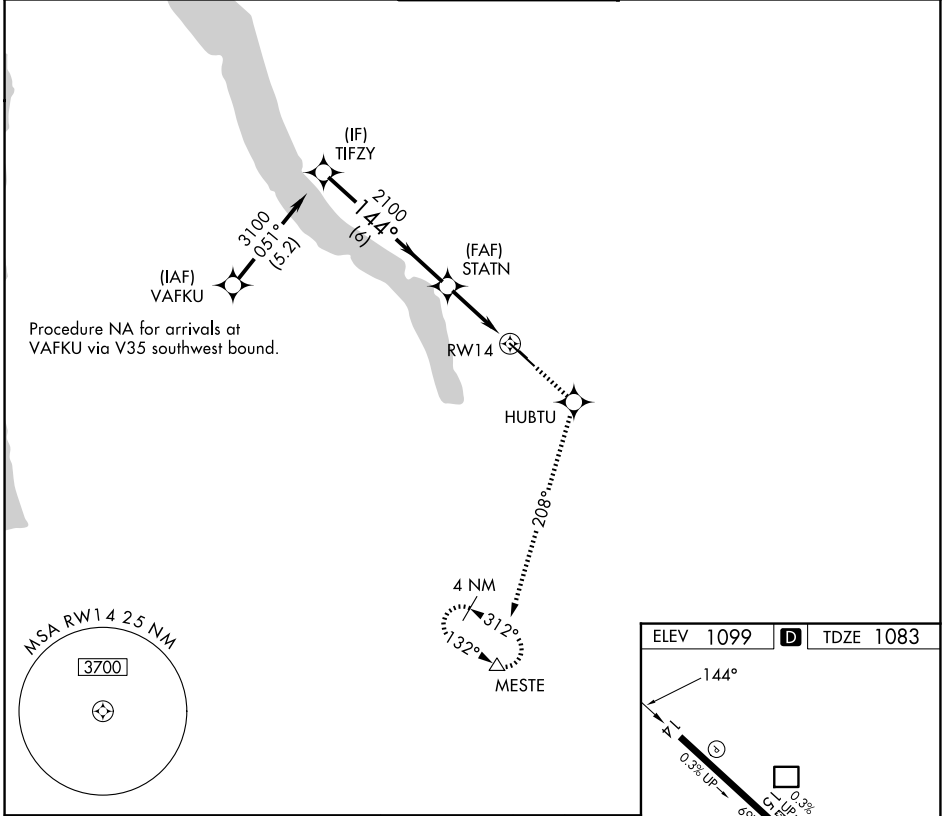 (IF)
TIFZY
2100
144°
(6)
3100
051°
(5.2)
(FAF)
STATN
(IAF)
VAFKU
Procedure NA for arrivals at
VAFKU via V35 southwest bound.
RW14
HUBTU
208°
4 NM
312°
132°
MESTE
MSA RW14 25 NM
3700
ELEV 1099 D TDZE 1083
144°
14
P
0.3% UP
0.3%
UP